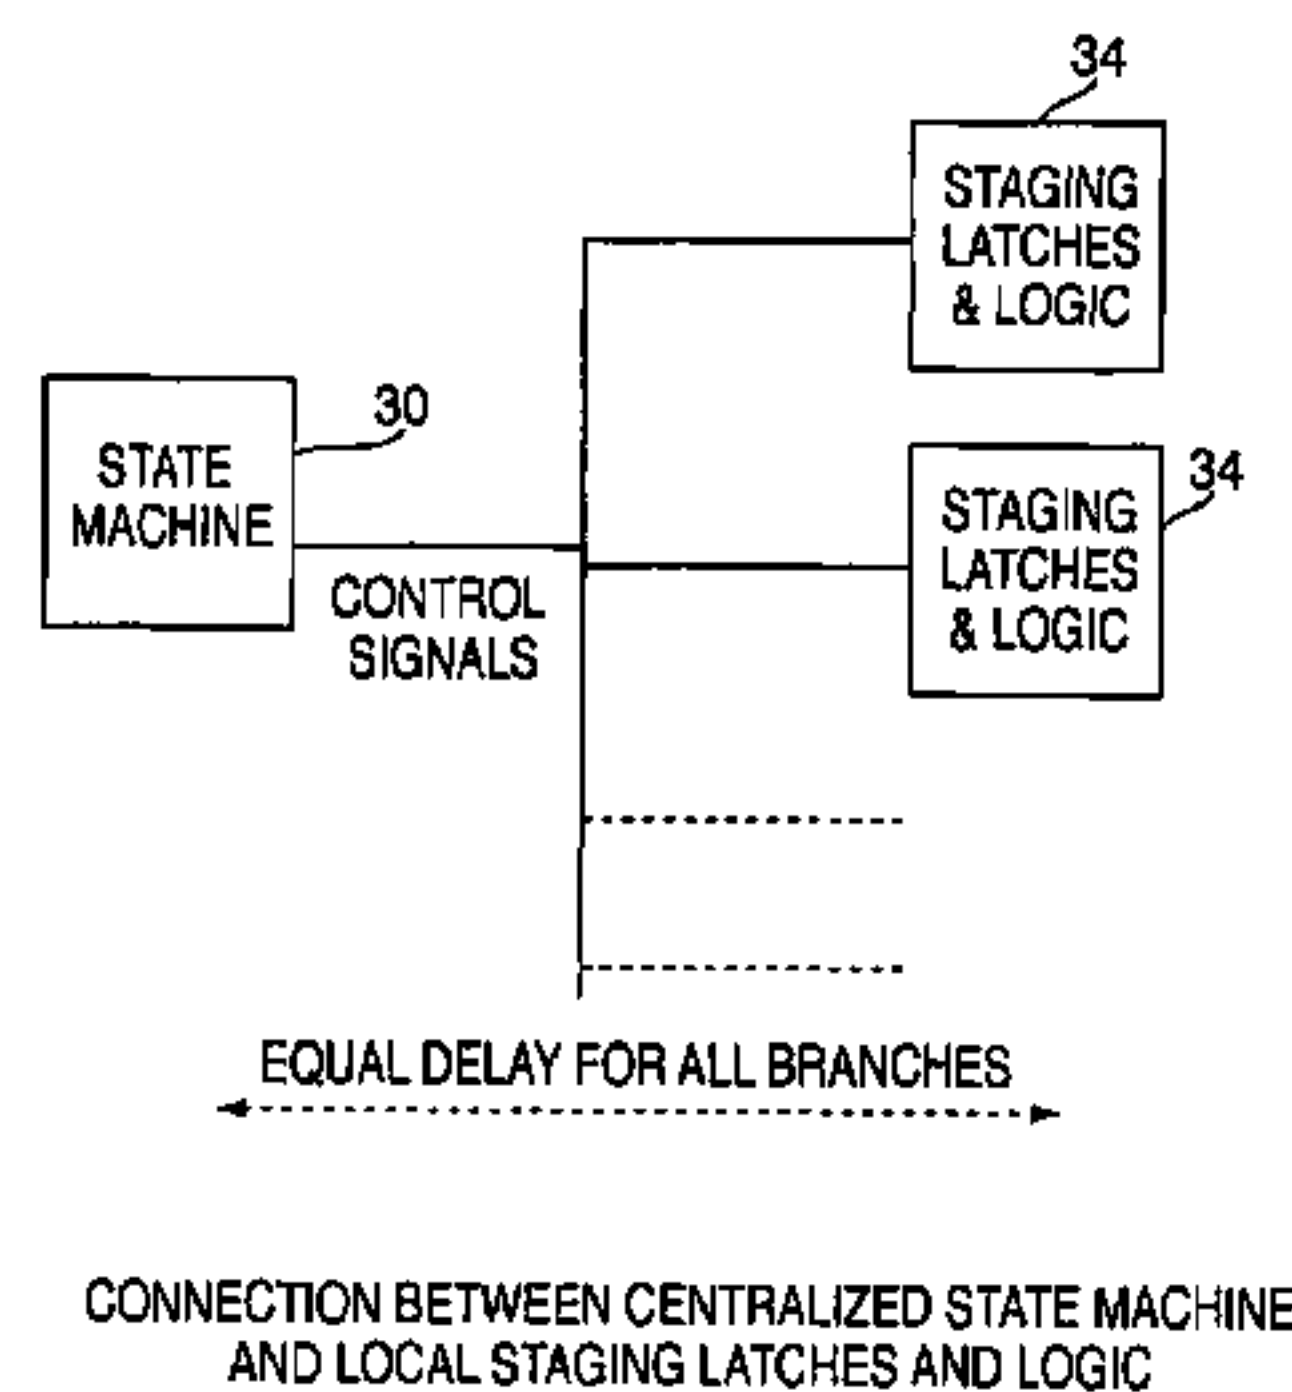 34
STAGING
LATCHES
& LOGIC
30
STATE
MACHINE
34
STAGING
LATCHES
& LOGIC
CONTROL
SIGNALS
EQUAL DELAY FOR ALL BRANCHES
CONNECTION BETWEEN CENTRALIZED STATE MACHINE
AND LOCAL STAGING LATCHES AND LOGIC